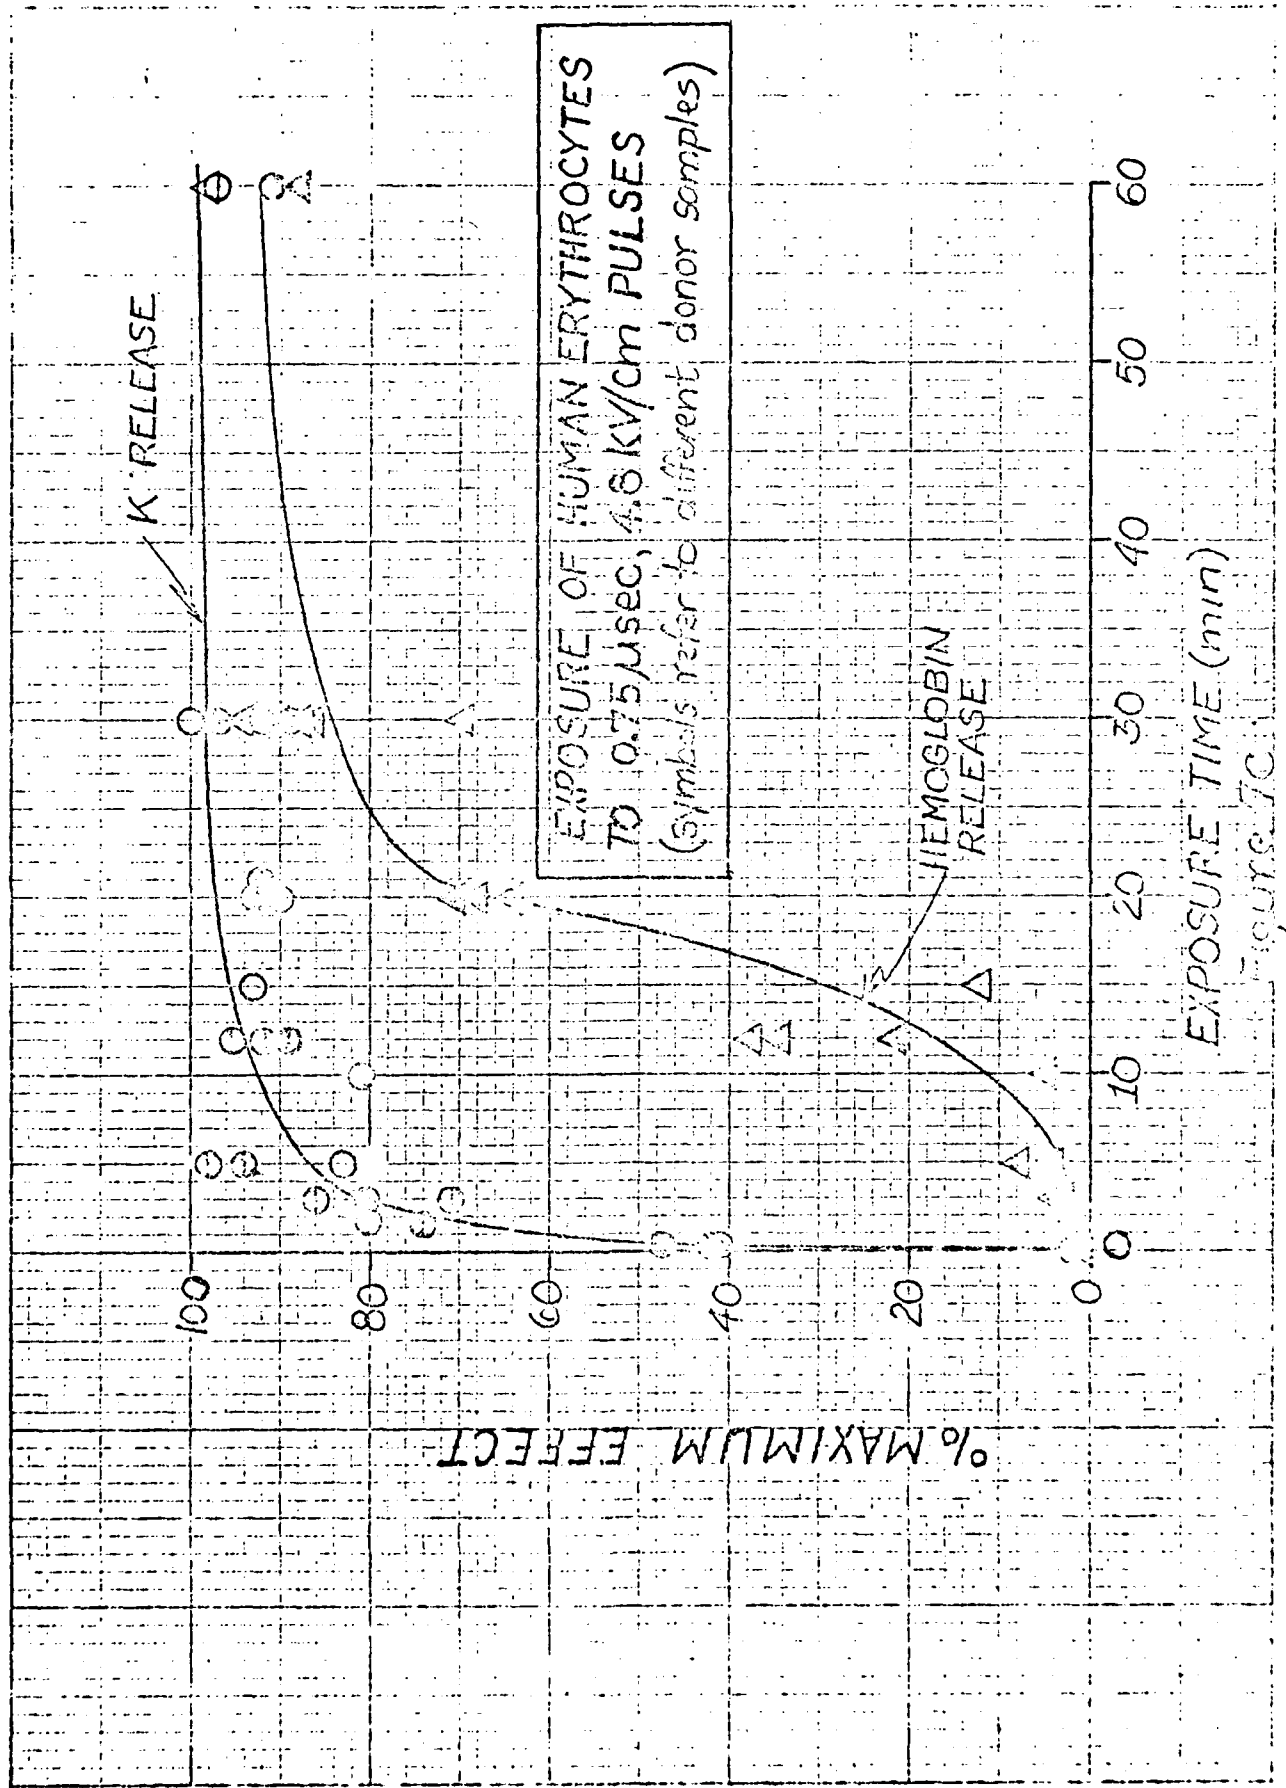 K⁺ RELEASE
EXPOSURE OF HUMAN ERYTHROCYTES
TO 0.75 μsec, 4.8 kV/cm PULSES
(symbols refer to different donor samples)
HEMOGLOBIN
RELEASE
% MAXIMUM EFFECT
100
80
60
40
20
0
0
10
20
30
40
50
60
EXPOSURE TIME (min)
Figure 7C